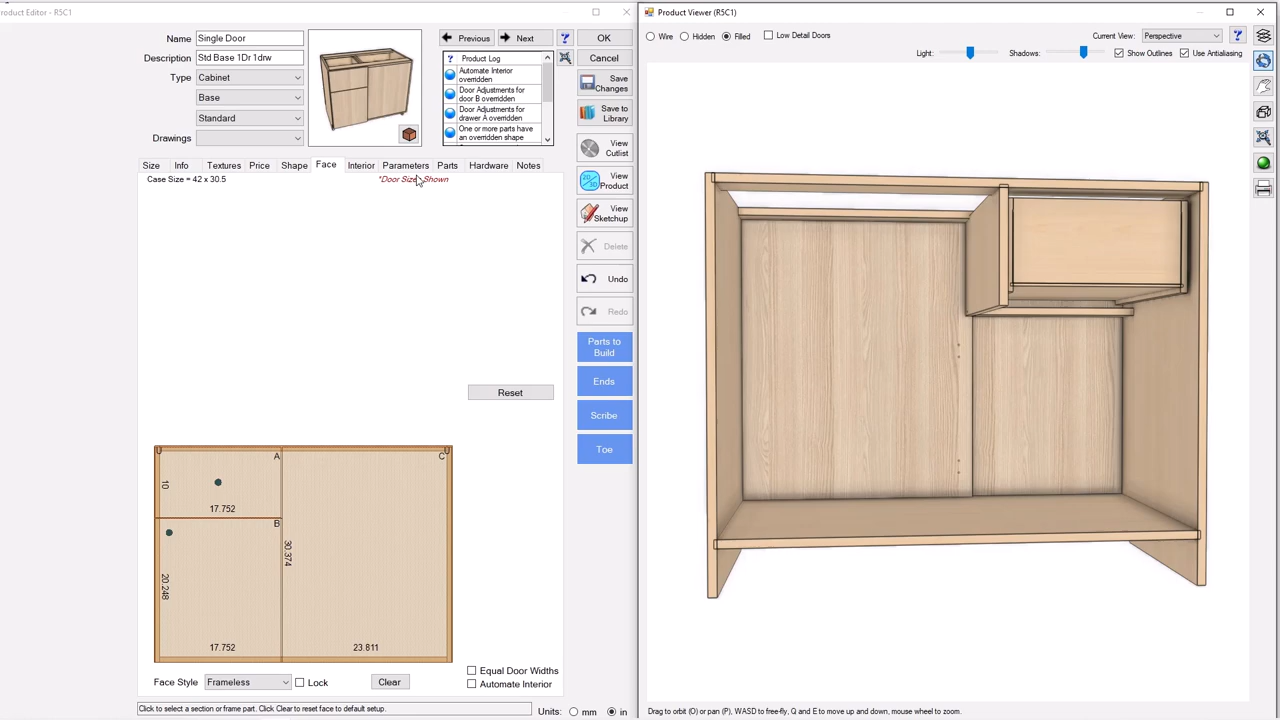 roduct Editor - R5C1
Name Single Door
Description Std Base 1Dr 1drw
Type Cabinet
Base
Standard
Drawings
Previous Next ?
? Product Log
Automate Interior
overridden
Door Adjustments for
door B overridden
Door Adjustments for
drawer A overridden
One or more parts have
an overridden shape
OK
Cancel
Save
Changes
Save to
Library
View
Cutlist
View
Product
View
Sketchup
Delete
Undo
Redo
Parts to
Build
Ends
Scribe
Toe
Size Info Textures Price Shape Face Interior Parameters Parts Hardware Notes
Case Size = 42 x 30.5
Reset
A C
10
17.752
B
30.374
20.248
17.752 23.811
Face Style Frameless Lock Clear
Equal Door Widths
Automate Interior
Click to select a section or frame part. Click Clear to reset face to default setup.
Units: mm in
Product Viewer (R5C1)
Wire Hidden Filled Low Detail Doors
Current View: Perspective ?
Light: Shadows: Show Outlines Use Antialiasing
Drag to orbit (O) or pan (P), WASD to free-fly, Q and E to move up and down, mouse wheel to zoom.